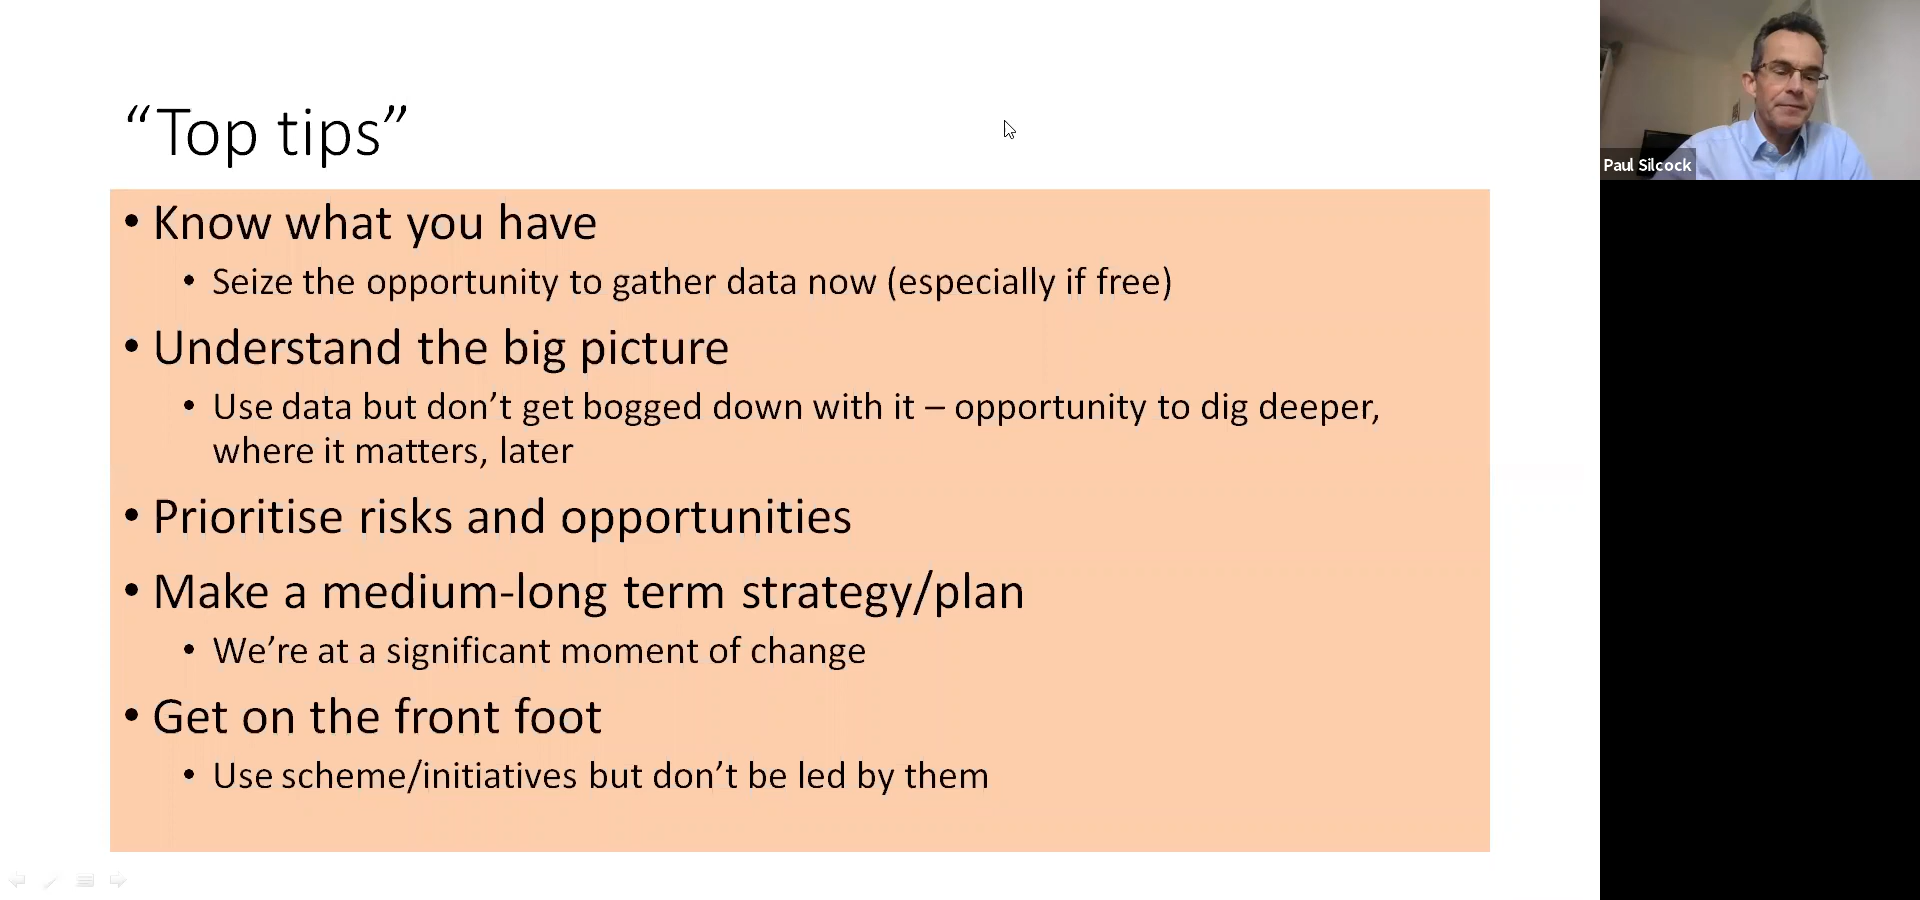 “Top tips”
• Know what you have
• Seize the opportunity to gather data now (especially if free)
• Understand the big picture
• Use data but don’t get bogged down with it – opportunity to dig deeper,
where it matters, later
• Prioritise risks and opportunities
• Make a medium-long term strategy/plan
• We’re at a significant moment of change
• Get on the front foot
• Use scheme/initiatives but don’t be led by them
Paul Silcock